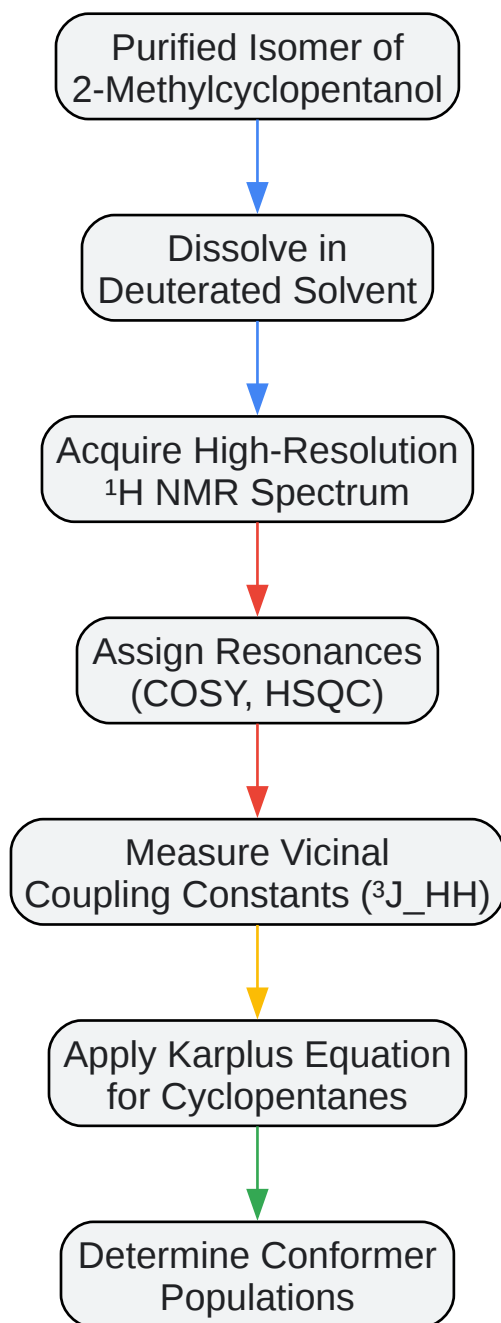 Purified Isomer of
2-Methylcyclopentanol
Dissolve in
Deuterated Solvent
Acquire High-Resolution
¹H NMR Spectrum
Assign Resonances
(COSY, HSQC)
Measure Vicinal
Coupling Constants (³J_HH)
Apply Karplus Equation
for Cyclopentanes
Determine Conformer
Populations